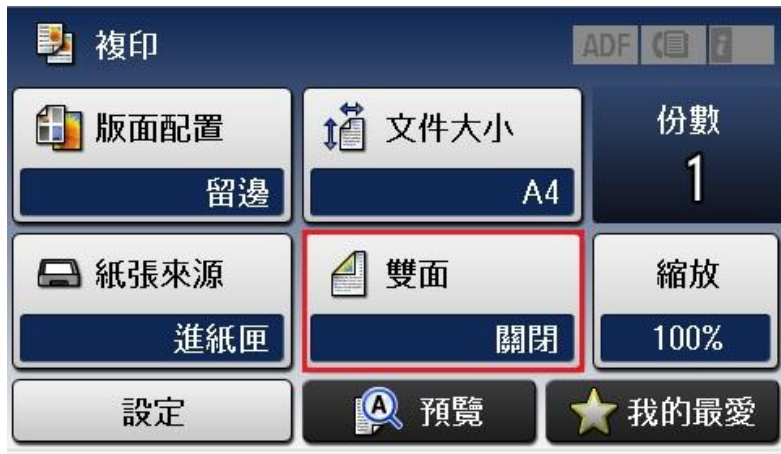 複印
ADF
i
版面配置
留邊
文件大小
A4
份數
1
紙張來源
進紙匣
雙面
關閉
縮放
100%
設定
A
預覽
我的最愛